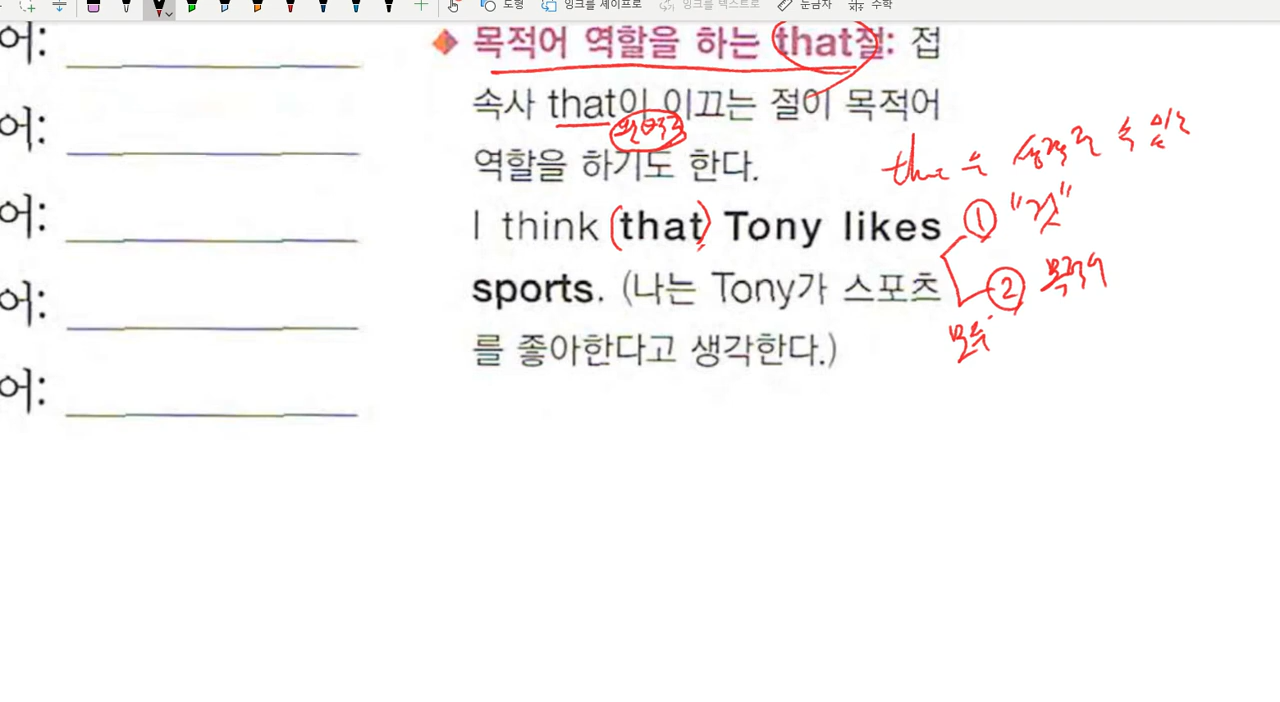 도형
잉크를 셰이프로
잉크를 텍스트로
눈금자
수학
어:
어:
어:
어:
어:
◆ 목적어 역할을 하는 that절: 접
속사 that이 이끄는 절이 목적어
역할을 하기도 한다.
I think (that) Tony likes
sports. (나는 Tony가 스포츠
를 좋아한다고 생각한다.)
생략될 수 있는
① "것"
② 목적어